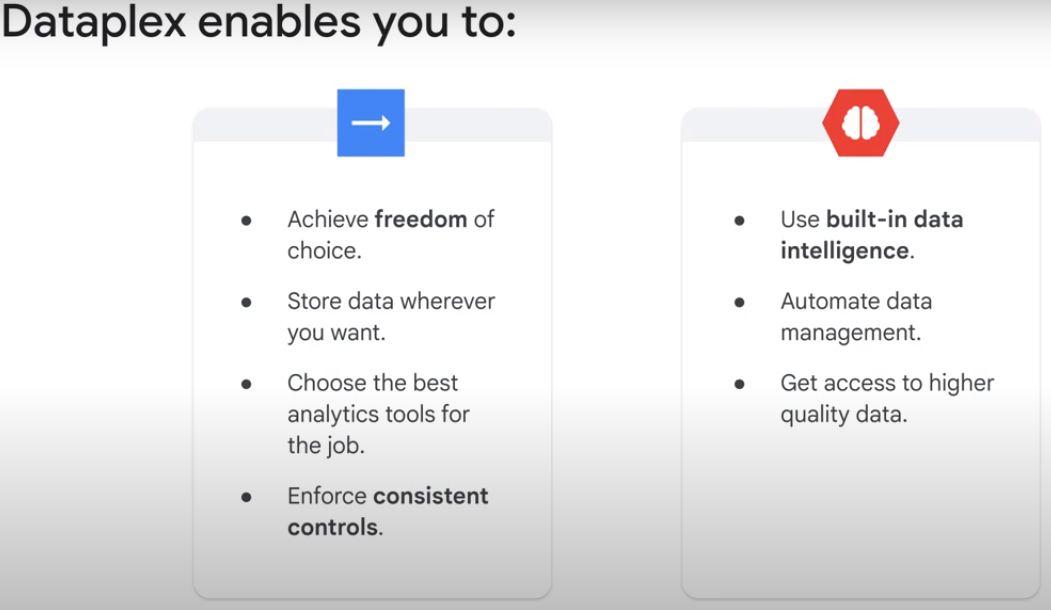 Dataplex enables you to:
• Achieve freedom of
choice.
• Store data wherever
you want.
• Choose the best
analytics tools for
the job.
• Enforce consistent
controls.
• Use built-in data
intelligence.
• Automate data
management.
• Get access to higher
quality data.